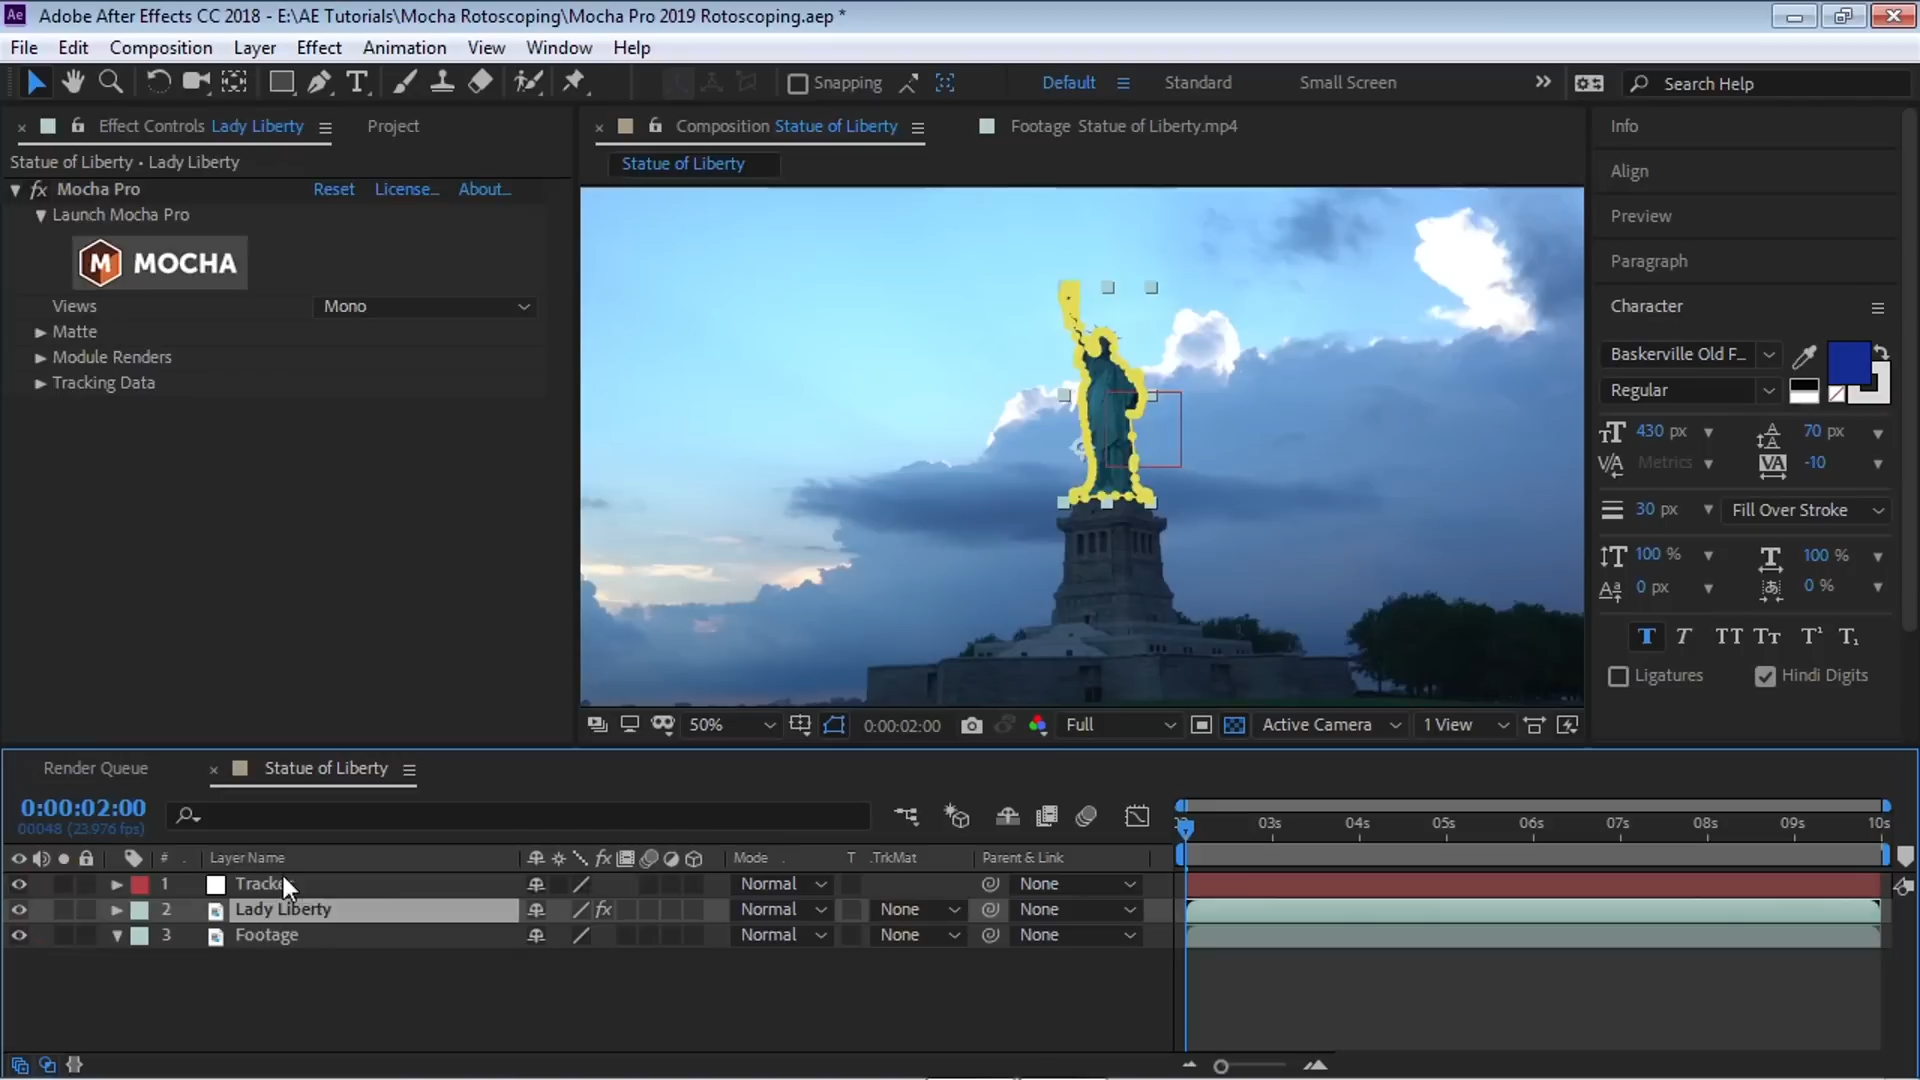 Adobe After Effects CC 2018 - E:\AE Tutorials\Mocha Rotoscoping\Mocha Pro 2019 Rotoscoping.aep *
File Edit Composition Layer Effect Animation View Window Help
Snapping Default Standard Small Screen Search Help
Effect Controls Lady Liberty Project
Composition Statue of Liberty Footage Statue of Liberty.mp4
Statue of Liberty • Lady Liberty
Statue of Liberty
fx Mocha Pro Reset License... About...
Launch Mocha Pro
M MOCHA
Views Mono
Matte
Module Renders
Tracking Data
Info
Align
Preview
Paragraph
Character
Baskerville Old F...
Regular
430 px 70 px
Metrics -10
30 px Fill Over Stroke
100 % 100 %
0 px 0 %
T T TT Tт T¹ T₁
Ligatures Hindi Digits
50% 0:00:02:00 Full Active Camera 1 View
Render Queue Statue of Liberty
0:00:02:00
00048 (23.976 fps)
03s 04s 05s 06s 07s 08s 09s 10s
# Layer Name fx Mode T .TrkMat Parent & Link
1 Normal None
2 Lady Liberty fx Normal None None
3 Footage Normal None None